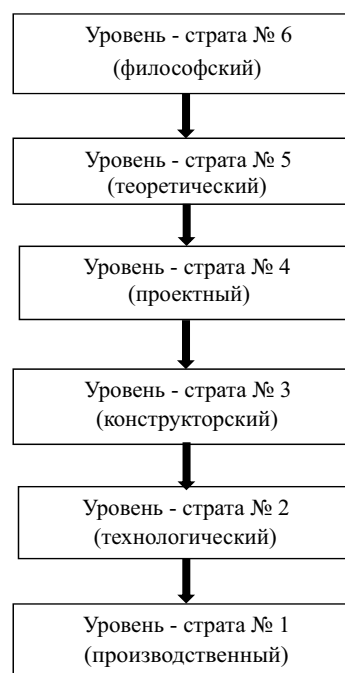 Уровень - страта № 6
(философский)
Уровень - страта № 5
(теоретический)
Уровень - страта № 4
(проектный)
Уровень - страта № 3
(конструкторский)
Уровень - страта № 2
(технологический)
Уровень - страта № 1
(производственный)